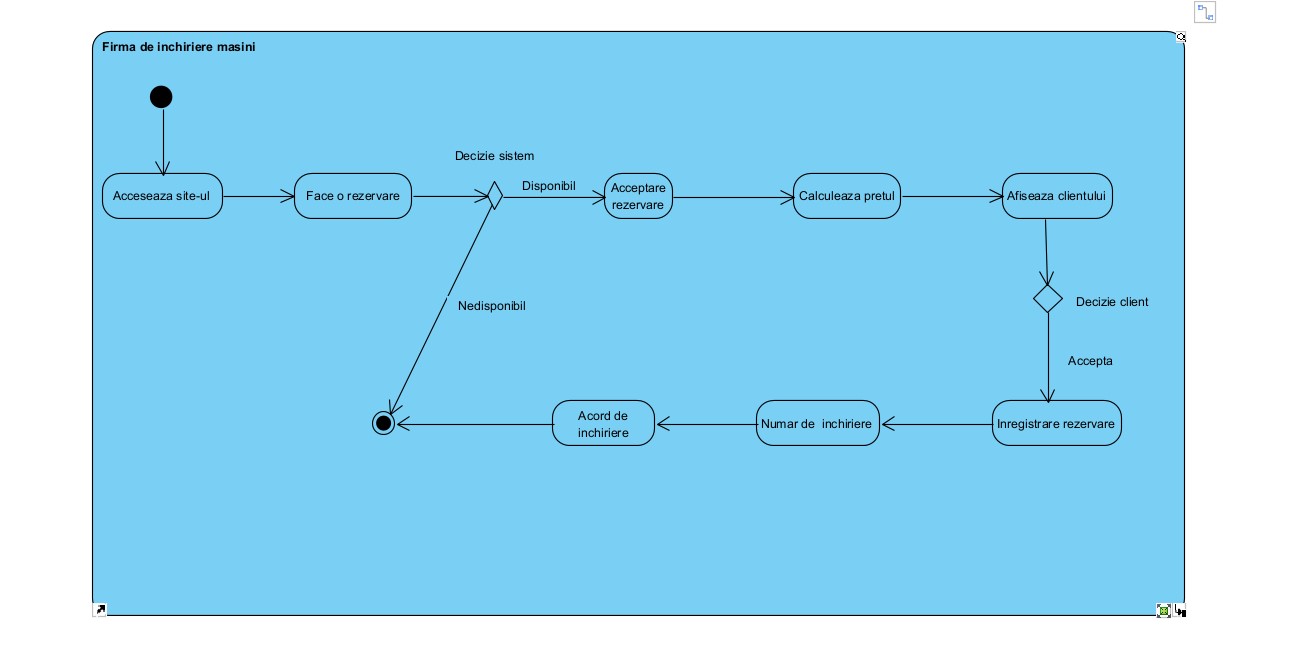 Firma de inchiriere masini
Decizie sistem
Acceseaza site-ul
Face o rezervare
Disponibil
Acceptare
rezervare
Calculeaza pretul
Afiseaza clientului
Nedisponibil
Decizie client
Accepta
Acord de
inchiriere
Numar de  inchiriere
Inregistrare rezervare